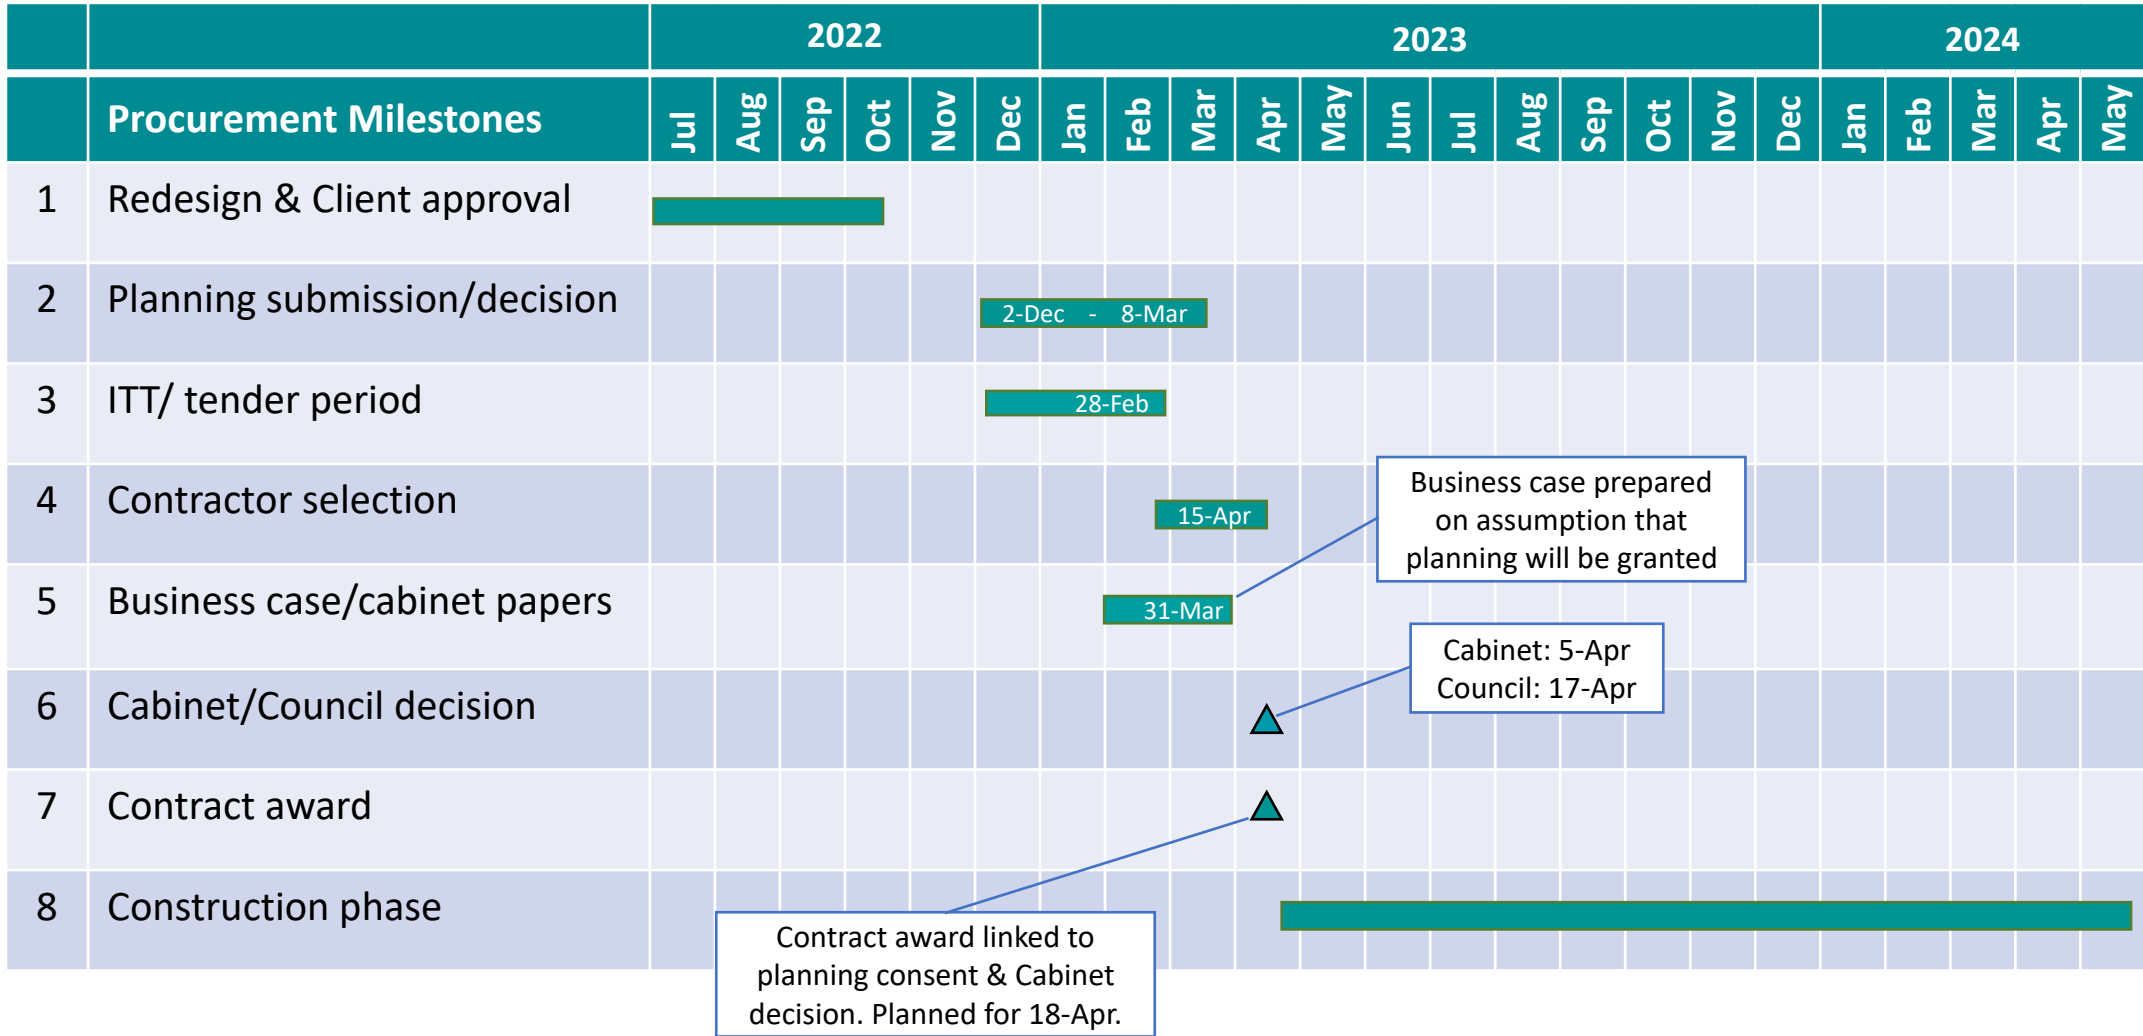 2022 2023 2024
Procurement Milestones Jul Aug Sep Oct Nov Dec Jan Feb Mar Apr May Jun Jul Aug Sep Oct Nov Dec Jan Feb Mar Apr May
1 Redesign & Client approval
2 Planning submission/decision
2-Dec - 8-Mar
3 ITT/ tender period
28-Feb
4 Contractor selection
15-Apr
Business case prepared
on assumption that
planning will be granted
5 Business case/cabinet papers
31-Mar
Cabinet: 5-Apr
Council: 17-Apr
6 Cabinet/Council decision
7 Contract award
8 Construction phase
Contract award linked to
planning consent & Cabinet
decision. Planned for 18-Apr.